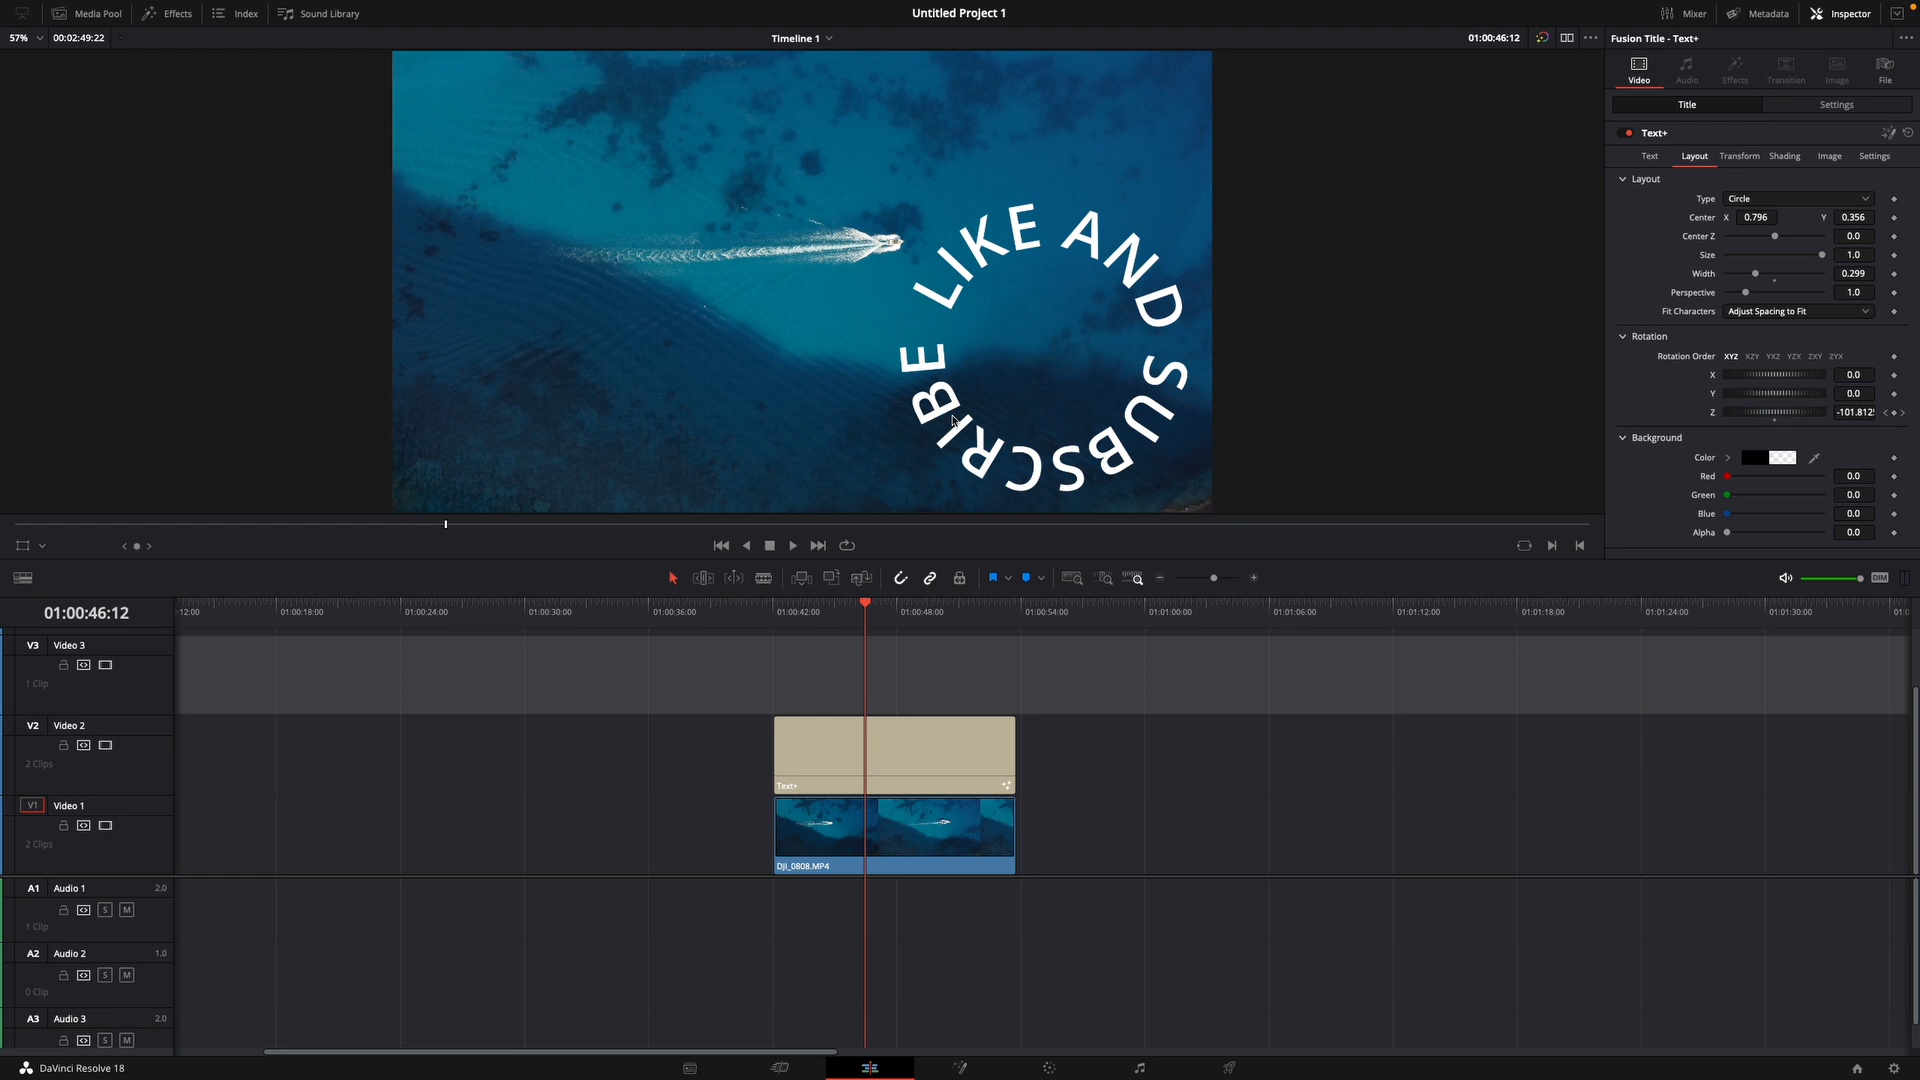 Media Pool
Effects
Index
Sound Library
Untitled Project 1
Mixer
Metadata
Inspector
57%
00:02:49:22
Timeline 1
01:00:46:12
Fusion Title - Text+
Video
Audio
Effects
Transition
Image
File
Title
Settings
Text+
Text
Layout
Transform
Shading
Image
Settings
Layout
Type
Circle
Center X 0.796 Y 0.356
Center Z 0.0
Size 1.0
Width 0.299
Perspective 1.0
Fit Characters
Adjust Spacing to Fit
Rotation
Rotation Order XYZ XZY YXZ YZX ZXY ZYX
X 0.0
Y 0.0
Z -101.812
Background
Color
Red 0.0
Green 0.0
Blue 0.0
Alpha 0.0
LIKE AND SUBSCRIBE
DIM
01:00:46:12
:12:00
01:00:18:00
01:00:24:00
01:00:30:00
01:00:36:00
01:00:42:00
01:00:48:00
01:00:54:00
01:01:00:00
01:01:06:00
01:01:12:00
01:01:18:00
01:01:24:00
01:01:30:00
V3 Video 3
1 Clip
V2 Video 2
2 Clips
Text+
V1 Video 1
2 Clips
DJI_0808.MP4
A1 Audio 1 2.0
S M
1 Clip
A2 Audio 2 1.0
S M
0 Clip
A3 Audio 3 2.0
S M
DaVinci Resolve 18